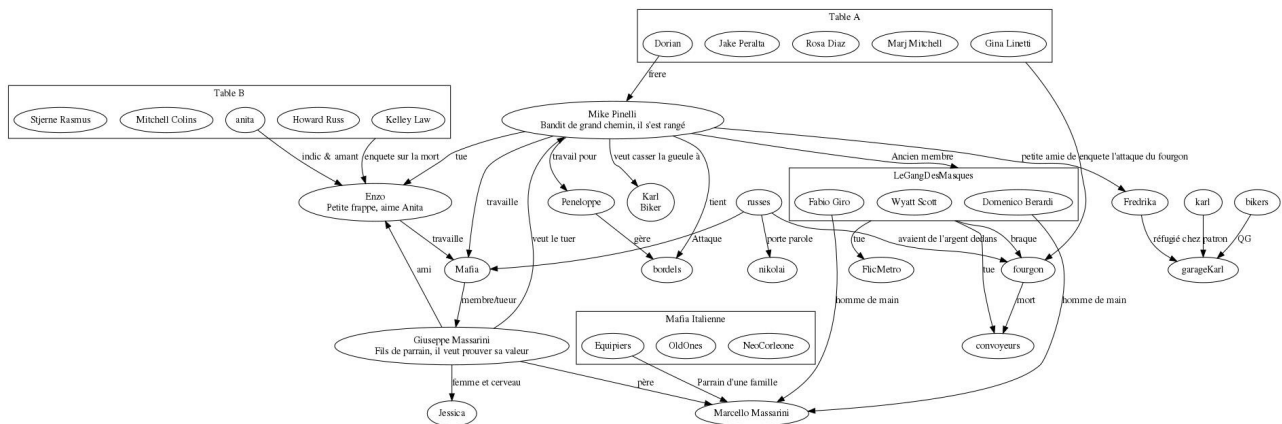 Table A
Dorian
Jake Peralta
Rosa Diaz
Marj Mitchell
Gina Linetti
frere
Table B
Stjerne Rasmus
Mitchell Colins
anita
Howard Russ
Kelley Law
Mike Pinelli
Bandit de grand chemin, il s'est rangé
indic & amant
enquete sur la mort
tue
travail pour
veut casser la gueule à
Ancien membre
petite amie de
enquete l'attaque du fourgon
LeGangDesMasques
Fabio Giro
Wyatt Scott
Domenico Berardi
Enzo
Petite frappe, aime Anita
travaille
Peneloppe
Karl
Biker
tient
russes
Fredrika
karl
bikers
travaille
veut le tuer
gère
Attaque
porte parole
avaient de l'argent dedans
tue
braque
réfugié chez
patron
QG
ami
Mafia
bordels
nikolai
FlicMetro
fourgon
garageKarl
membre/tueur
homme de main
tue
mort
homme de main
Giuseppe Massarini
Fils de parrain, il veut prouver sa valeur
Mafia Italienne
Equipiers
OldOnes
NeoCorleone
convoyeurs
femme et cerveau
père
Parrain d'une famille
Jessica
Marcello Massarini